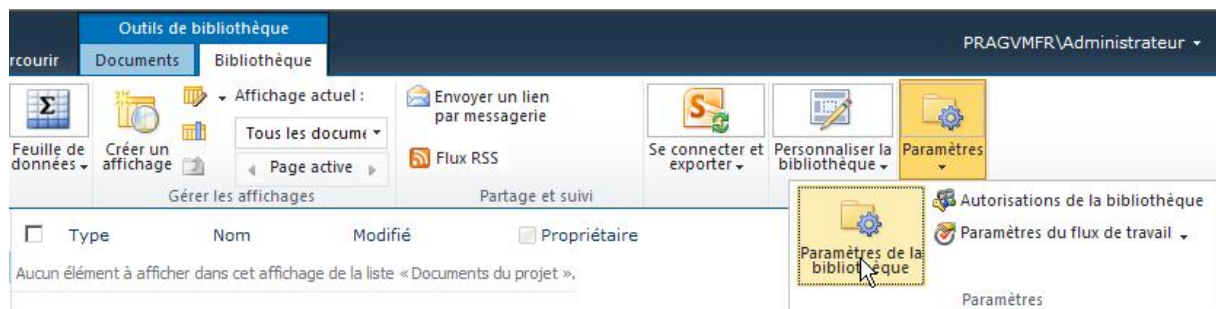 Outils de bibliothèque
PRAGVMFR\Administrateur
rcourir Documents Bibliothèque
Affichage actuel :
Tous les docume
Page active
Feuille de
données
Créer un
affichage
Gérer les affichages
Envoyer un lien
par messagerie
Flux RSS
Partage et suivi
Se connecter et
exporter
Personnaliser la
bibliothèque
Paramètres
Paramètres de la
bibliothèque
Autorisations de la bibliothèque
Paramètres du flux de travail
Paramètres
Type Nom Modifié Propriétaire
Aucun élément à afficher dans cet affichage de la liste « Documents du projet ».